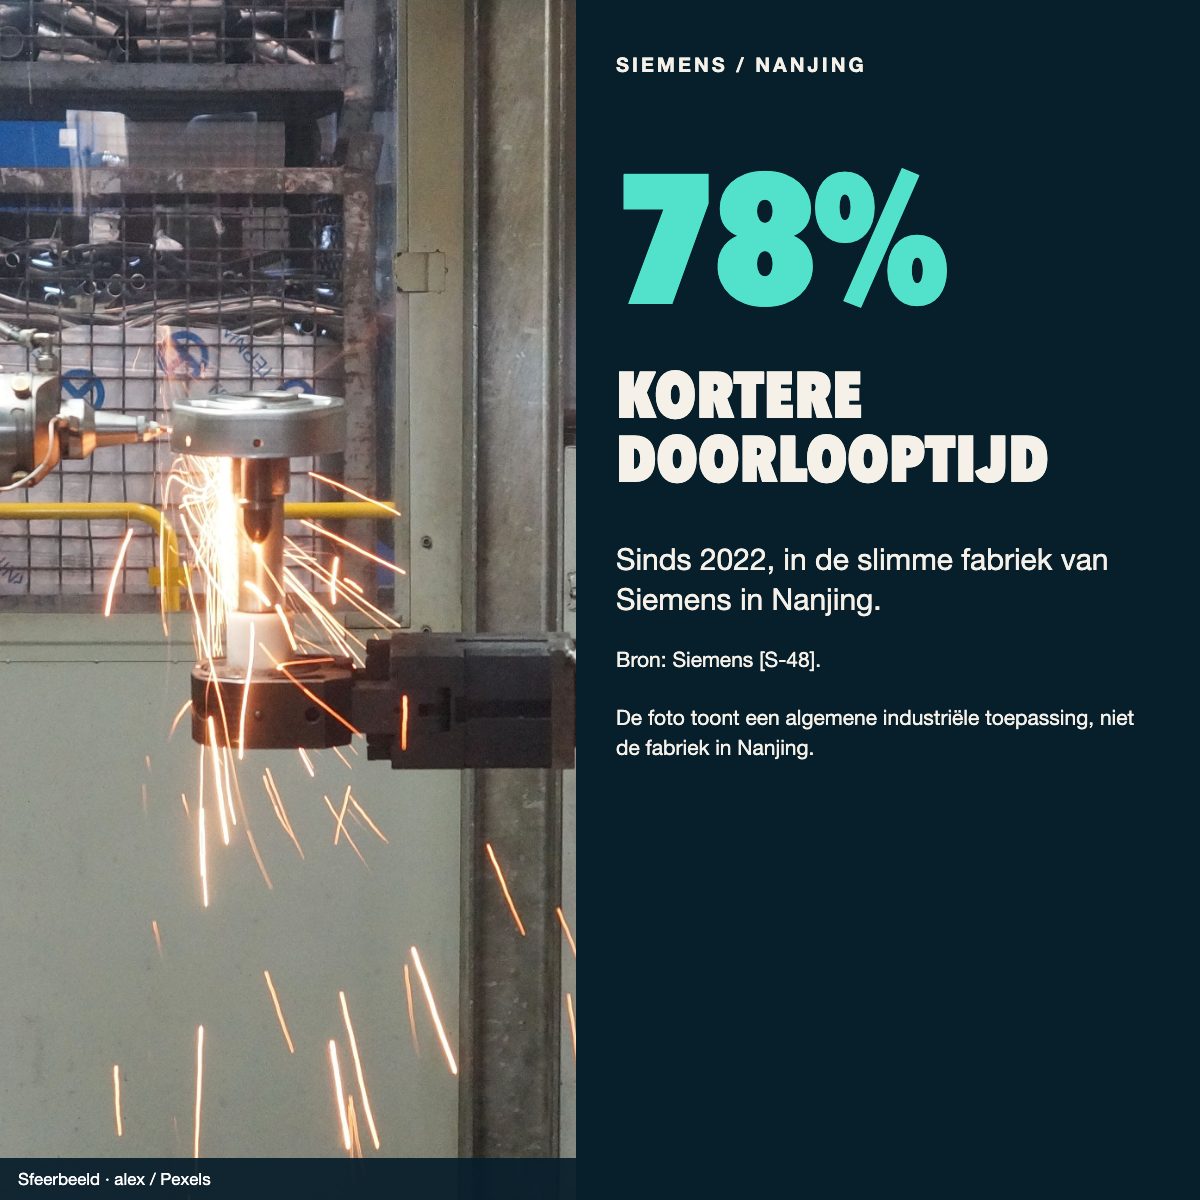 SIEMENS / NANJING
78%
KORTERE
DOORLOOPTIJD
Sinds 2022, in de slimme fabriek van
Siemens in Nanjing.
Bron: Siemens [S-48].
De foto toont een algemene industriële toepassing, niet
de fabriek in Nanjing.
Sfeerbeeld · alex / Pexels